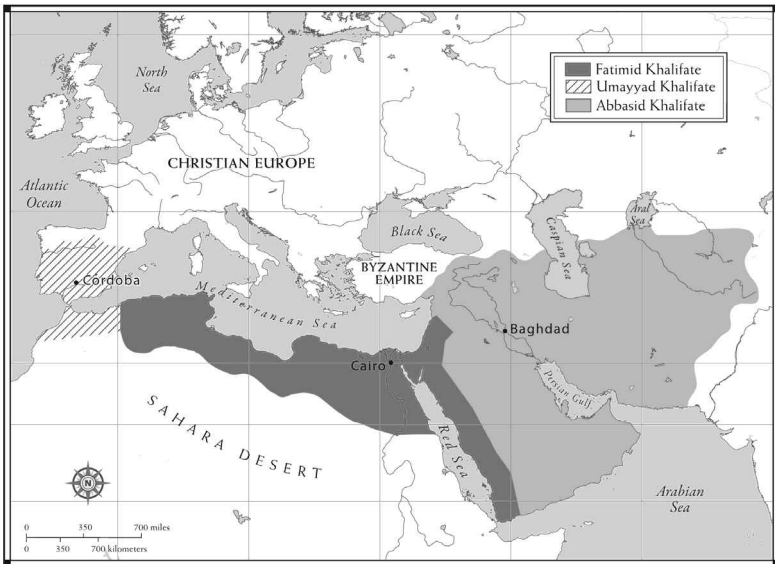 North
Sea
Fatimid Khalifate
Umayyad Khalifate
Abbasid Khalifate
CHRISTIAN EUROPE
Atlantic
Ocean
Aral
Sea
Caspian Sea
Black Sea
BYZANTINE
EMPIRE
Córdoba
Mediterranean Sea
Baghdad
Cairo
Persian Gulf
SAHARA DESERT
Red Sea
N
Arabian
Sea
0 350 700 miles
0 350 700 kilometers